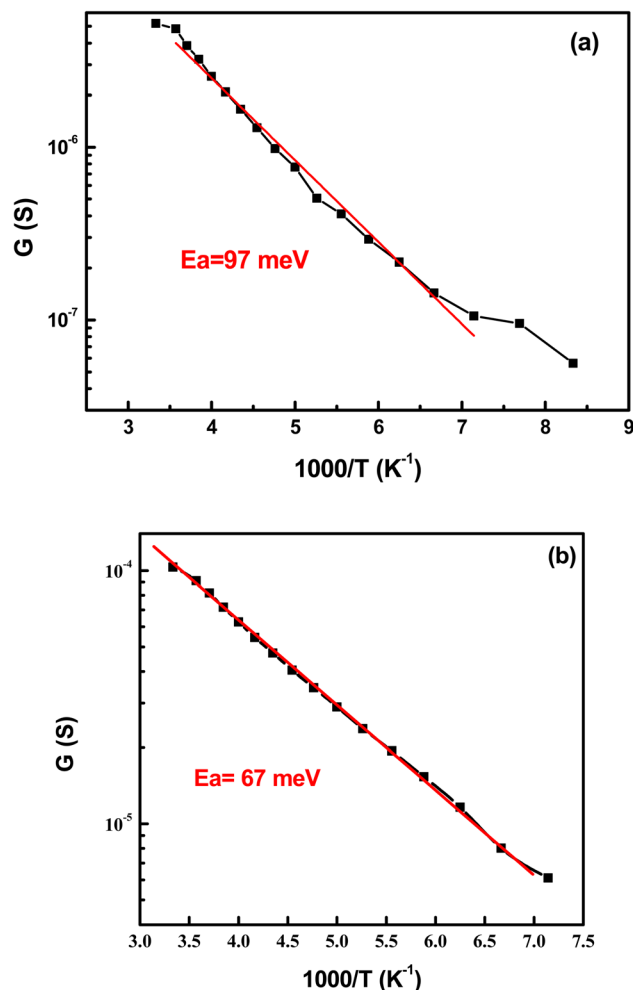 (a)
10⁻⁶
10⁻⁷
G (S)
Ea=97 meV
3 4 5 6 7 8 9
1000/T (K⁻¹)
(b)
10⁻⁴
10⁻⁵
G (S)
Ea= 67 meV
3.0 3.5 4.0 4.5 5.0 5.5 6.0 6.5 7.0 7.5
1000/T (K⁻¹)